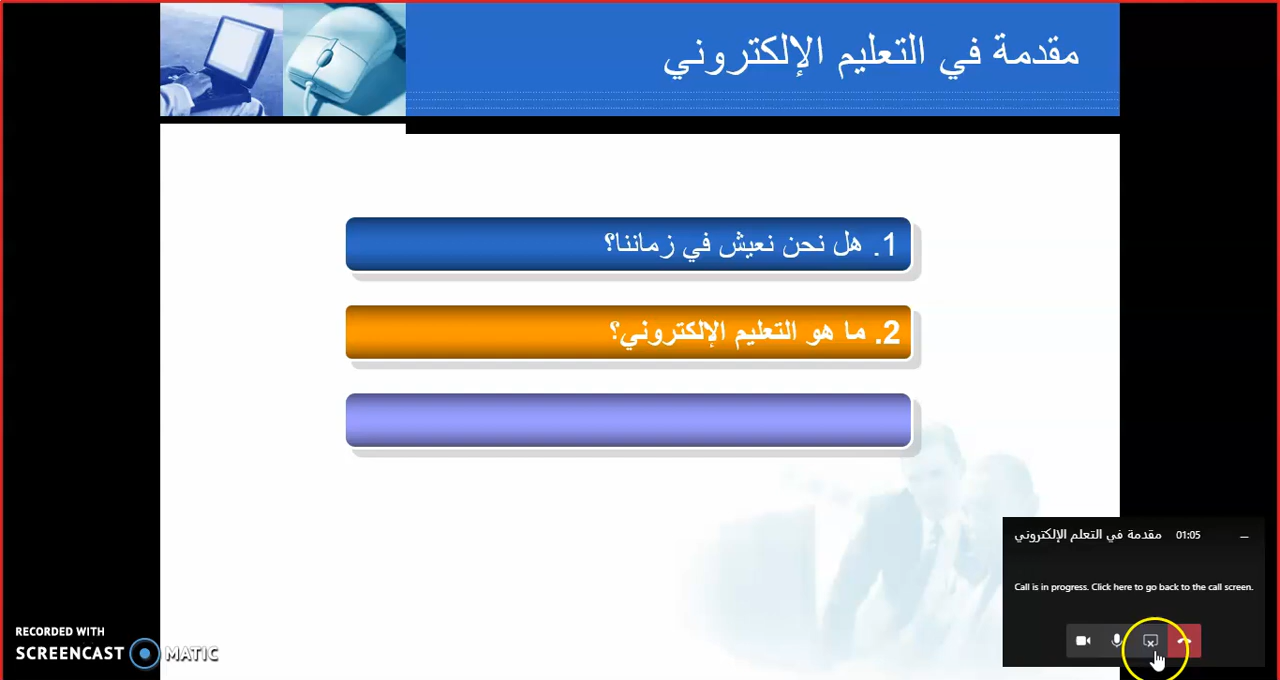 مقدمة في التعليم الإلكتروني
1. هل نحن نعيش في زماننا؟
2. ما هو التعليم الإلكتروني؟
مقدمة في التعلم الإلكتروني 01:05
Call is in progress. Click here to go back to the call screen.
RECORDED WITH
SCREENCAST MATIC